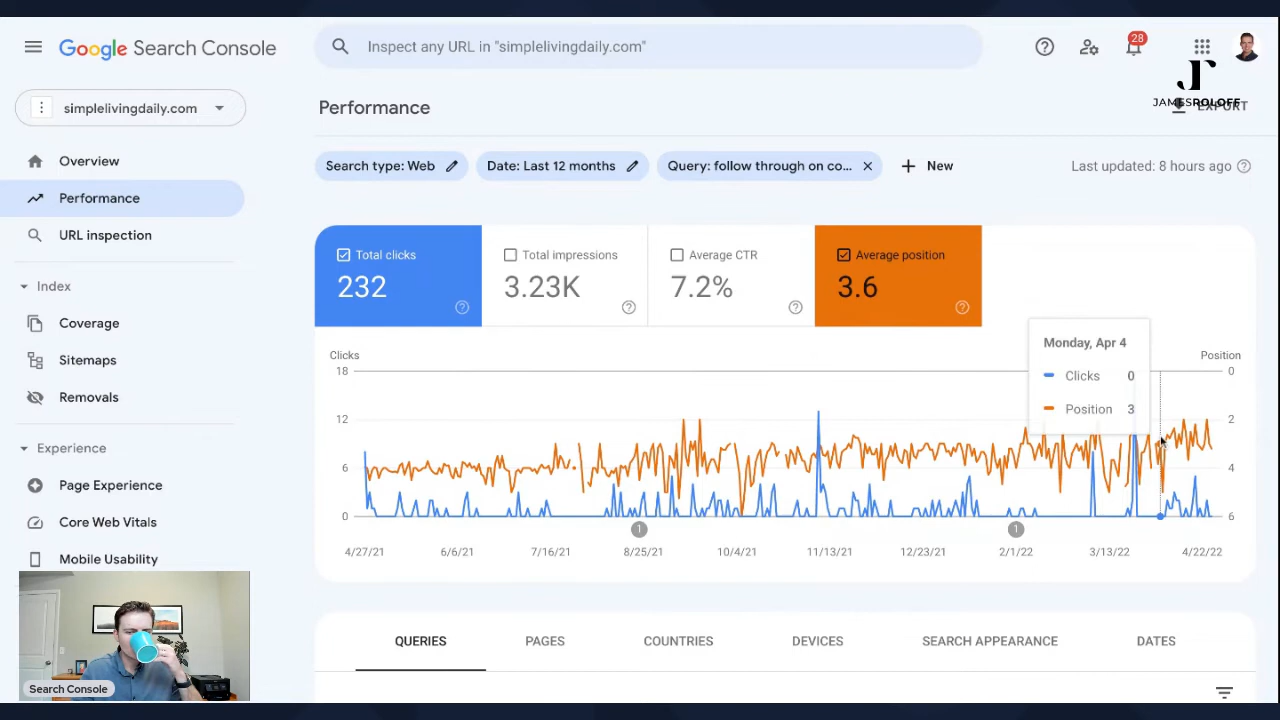 Google Search Console
Inspect any URL in "simplelivingdaily.com"
28
JAMESROLOFF
EXPORT
simplelivingdaily.com
Performance
Overview
Performance
URL inspection
Index
Coverage
Sitemaps
Removals
Experience
Page Experience
Core Web Vitals
Mobile Usability
Search type: Web
Date: Last 12 months
Query: follow through on co...
New
Last updated: 8 hours ago
Total clicks
232
Total impressions
3.23K
Average CTR
7.2%
Average position
3.6
Monday, Apr 4
Clicks 0
Position 3
Clicks
Position
18
12
6
0
0
2
4
6
1
1
4/27/21 6/6/21 7/16/21 8/25/21 10/4/21 11/13/21 12/23/21 2/1/22 3/13/22 4/22/22
QUERIES PAGES COUNTRIES DEVICES SEARCH APPEARANCE DATES
Search Console